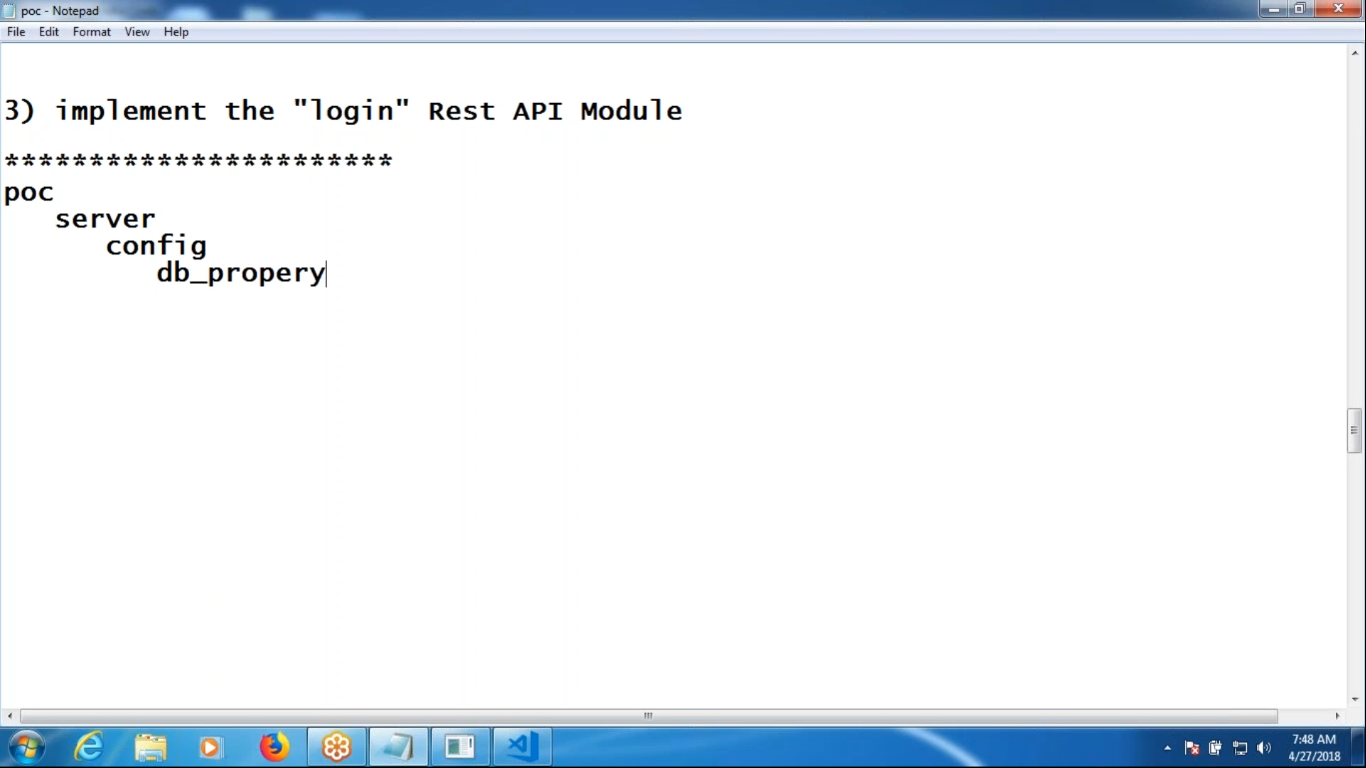 poc - Notepad
File Edit Format View Help
3) implement the "login" Rest API Module
***********************
poc
server
config
db_propery
7:48 AM
4/27/2018